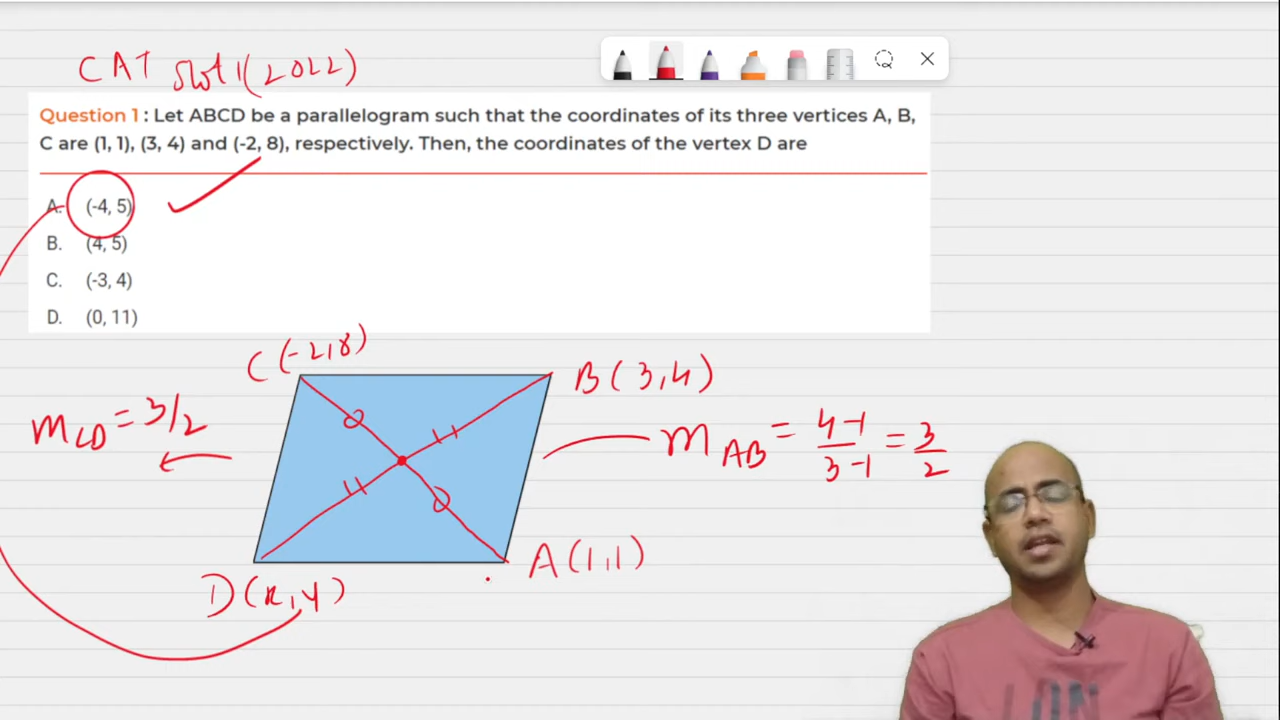 CAT slot 1 (2022)
Question 1 : Let ABCD be a parallelogram such that the coordinates of its three vertices A, B,
C are (1, 1), (3, 4) and (-2, 8), respectively. Then, the coordinates of the vertex D are
A. (-4, 5)
B. (4, 5)
C. (-3, 4)
D. (0, 11)
C (-2,8)
B (3,4)
m_CD = 3/2
m_AB = 4-1/3-1 = 3/2
A (1,1)
D (x,y)